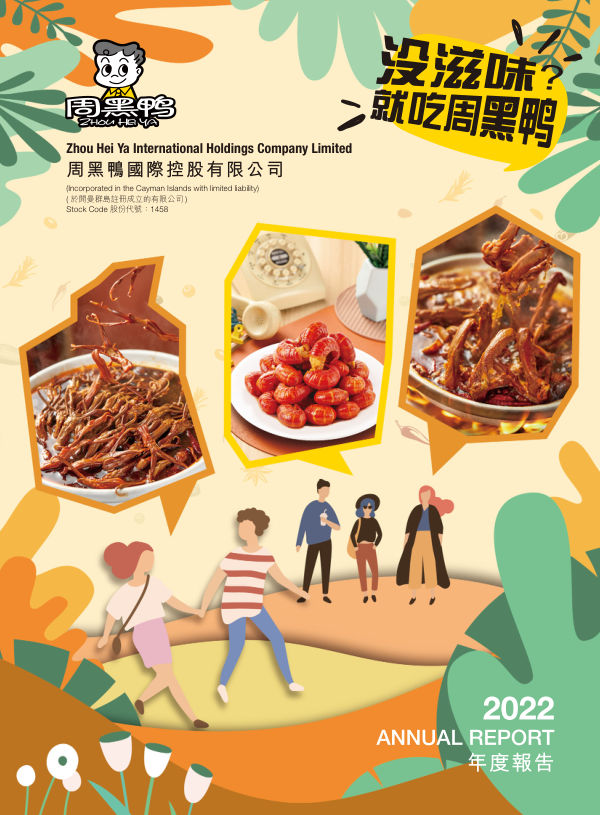 周黑鸭
ZHOU HEI YA
没滋味?
就吃周黑鸭
Zhou Hei Ya International Holdings Company Limited
周黑鴨國際控股有限公司
(Incorporated in the Cayman Islands with limited liability)
(於開曼群島註冊成立的有限公司)
Stock Code 股份代號：1458
2022
ANNUAL REPORT
年度報告